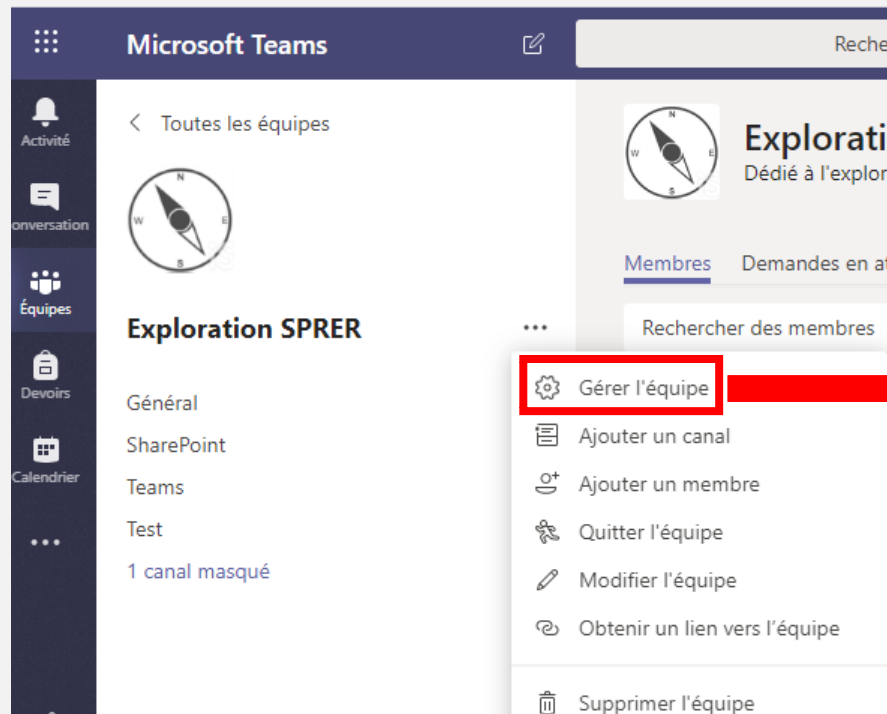 Microsoft Teams
Activité
onversation
Équipes
Devoirs
Calendrier
Toutes les équipes
N
W
E
S
Exploration SPRER
Général
SharePoint
Teams
Test
1 canal masqué
Reche
N
W
E
S
Explorati
Dédié à l'explor
Membres
Demandes en at
Rechercher des membres
Gérer l'équipe
Ajouter un canal
Ajouter un membre
Quitter l'équipe
Modifier l'équipe
Obtenir un lien vers l'équipe
Supprimer l'équipe